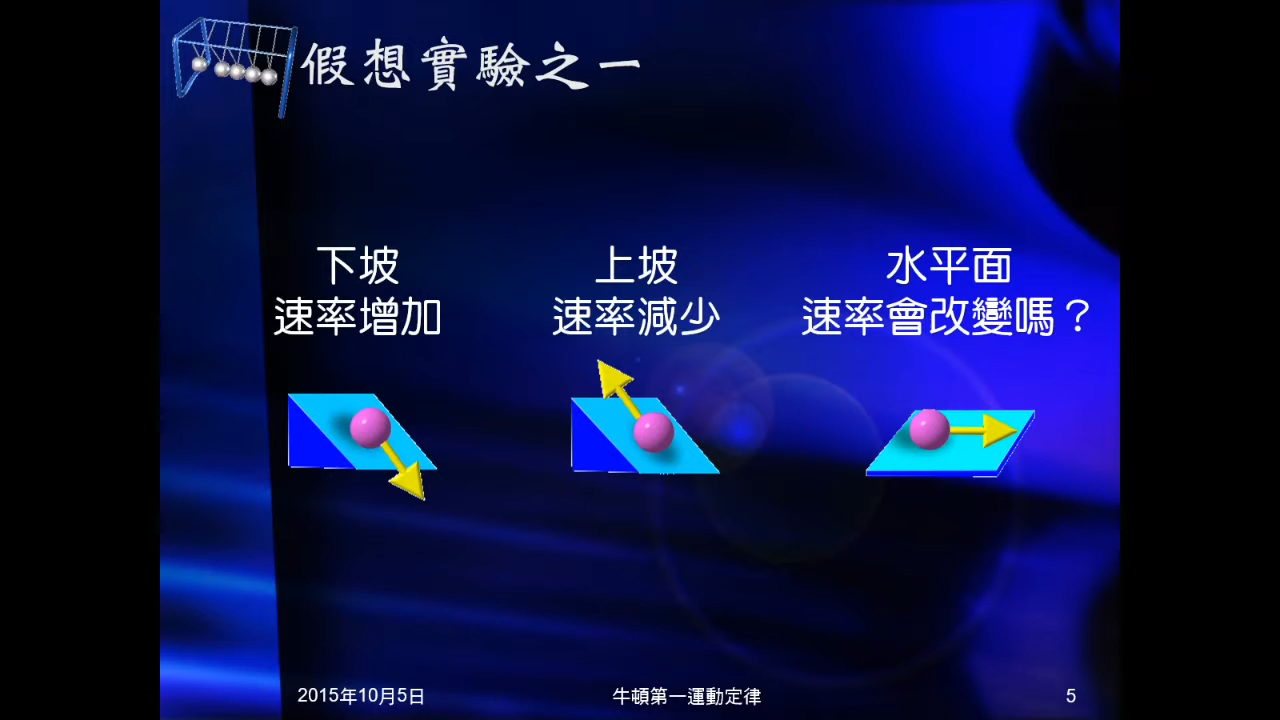 假想實驗之一
下坡
速率增加
上坡
速率減少
水平面
速率會改變嗎？
2015年10月5日
牛頓第一運動定律
5